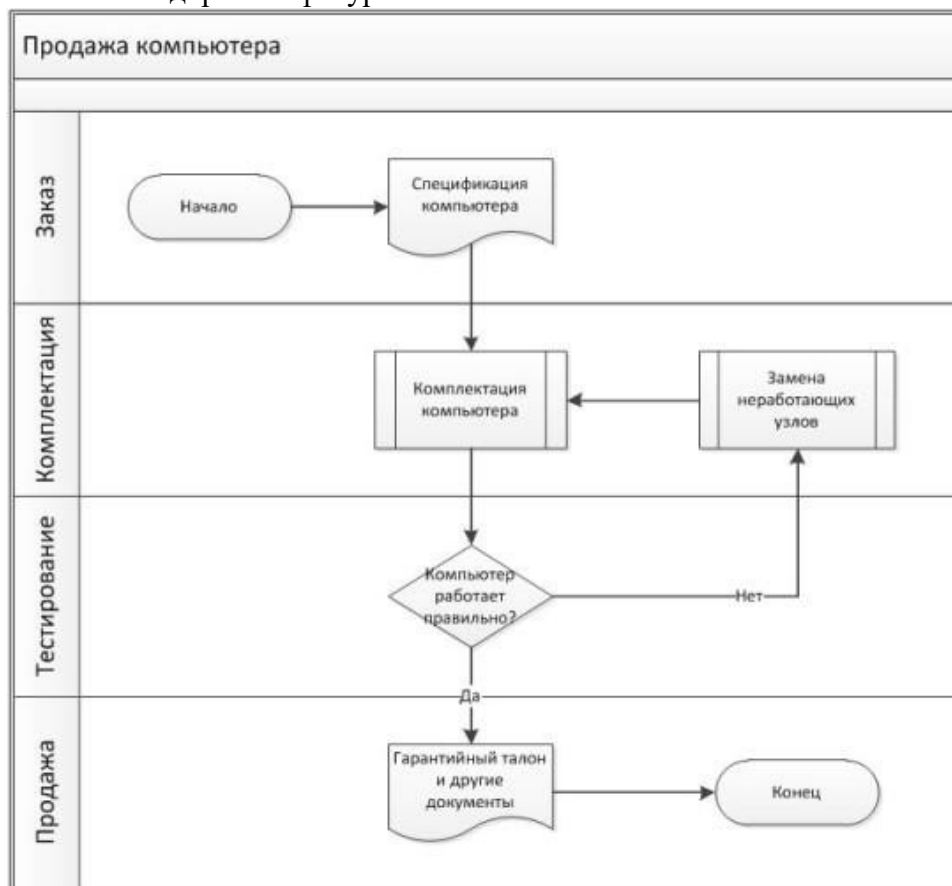 Продажа компьютера
Заказ
Начало
Спецификация
компьютера
Комплектация
Комплектация
компьютера
Замена
неработающих
узлов
Тестирование
Компьютер
работает
правильно?
Нет
Да
Продажа
Гарантийный талон
и другие
документы
Конец